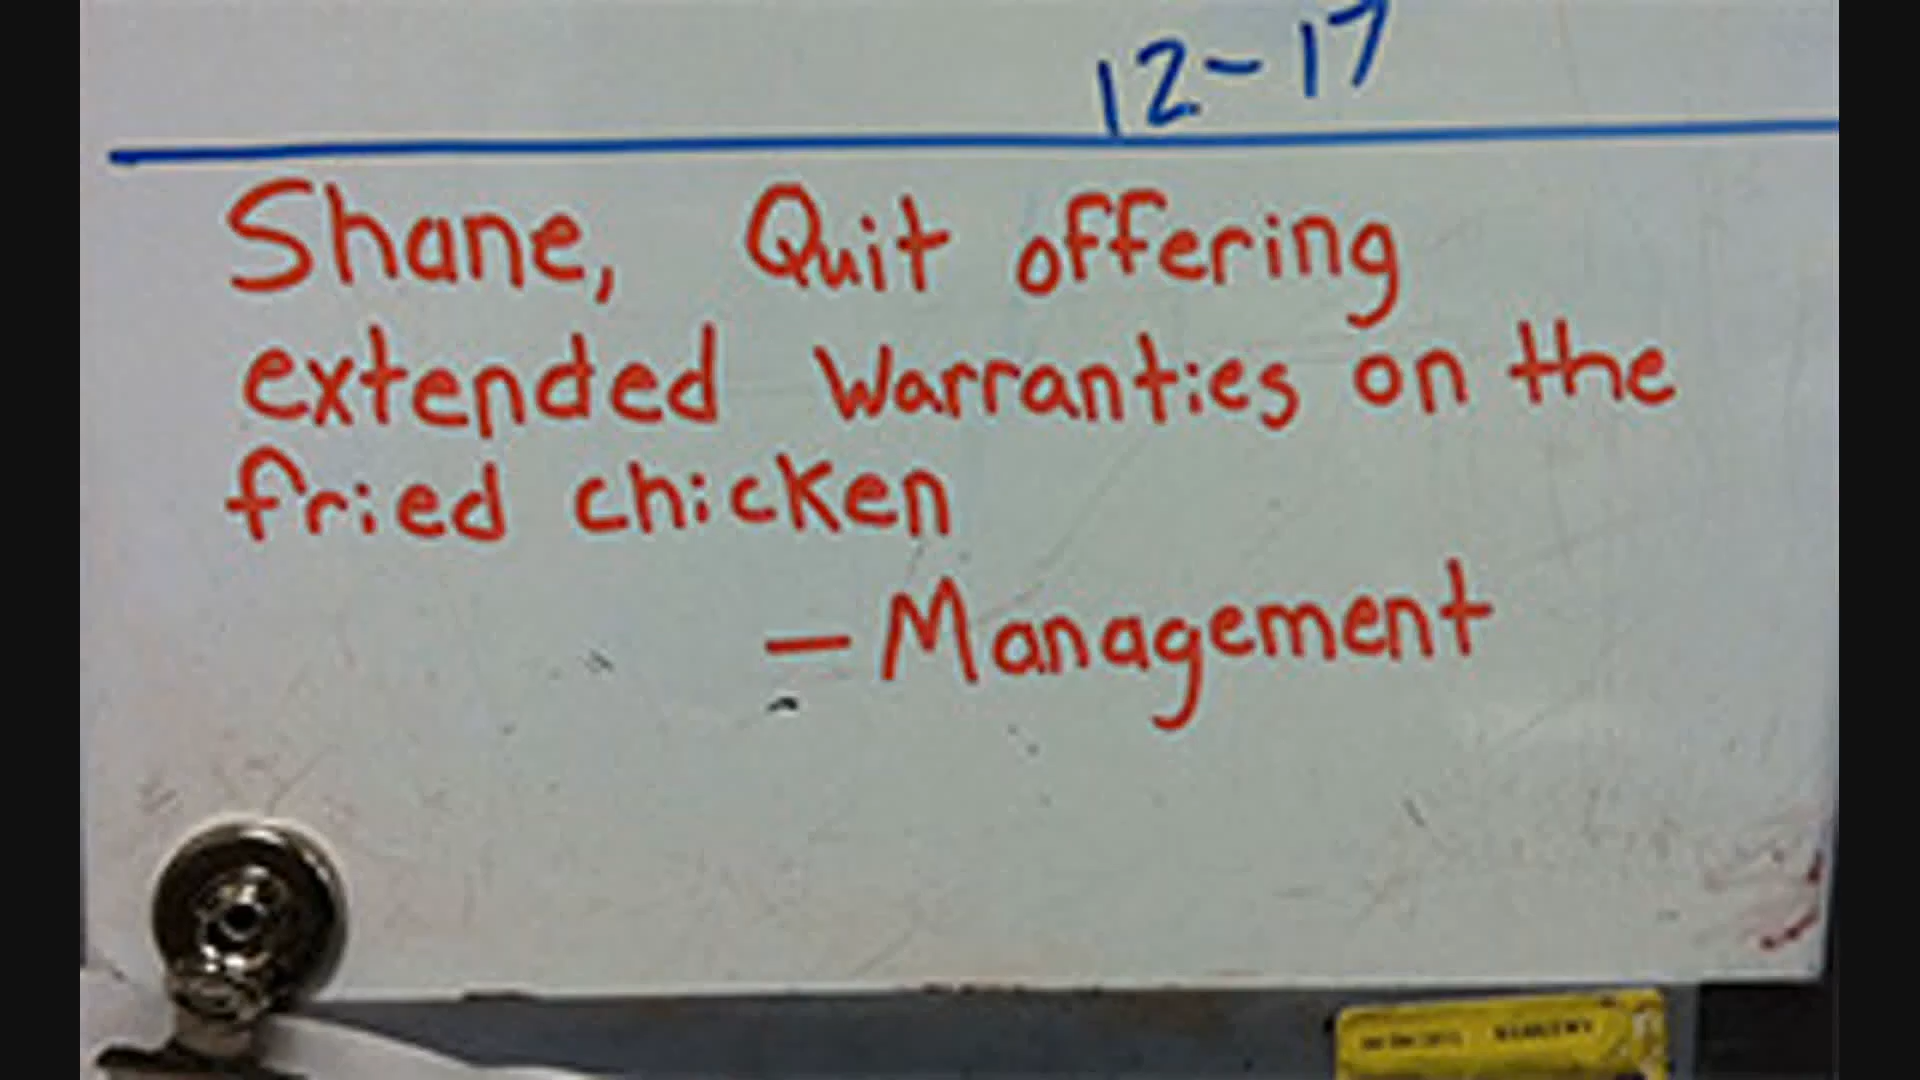 12-17
Shane, Quit offering
extended warranties on the
fried chicken
- Management